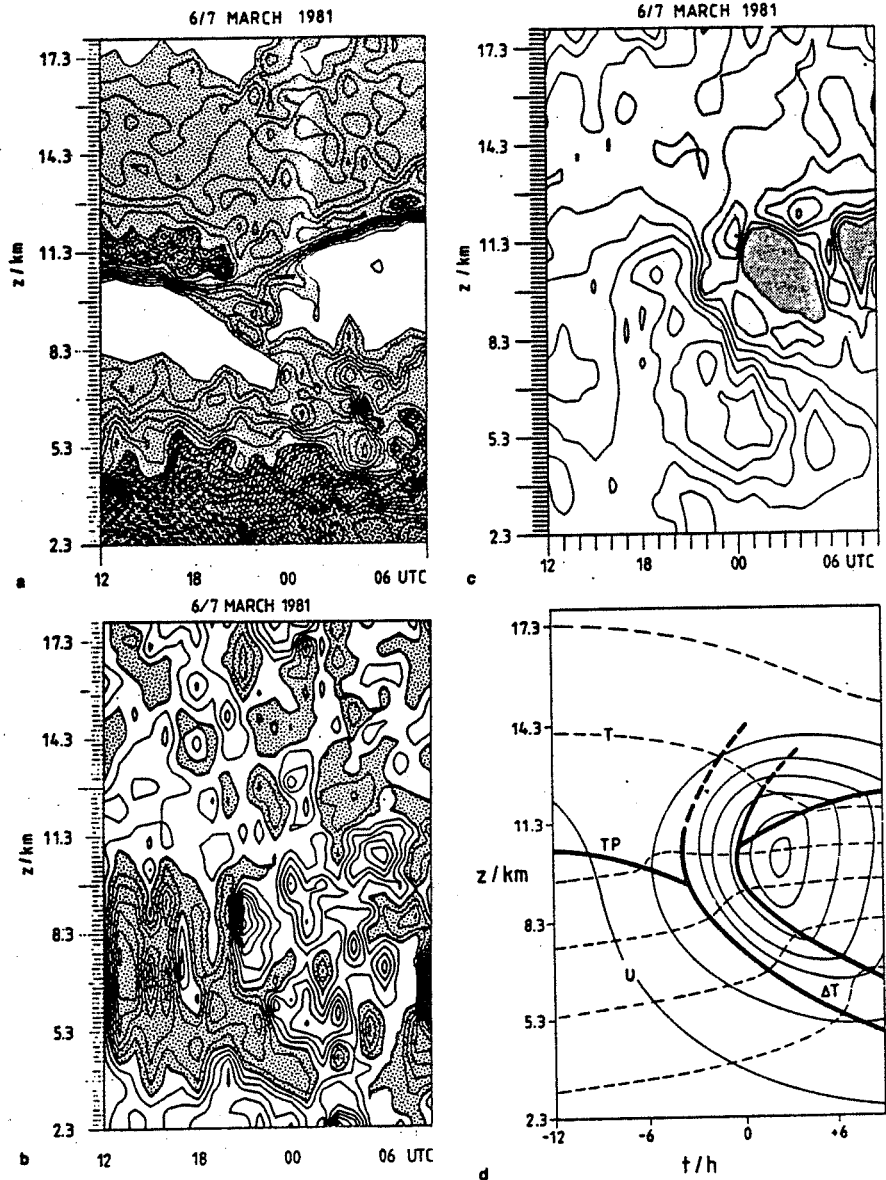 6/7 MARCH 1981
17.3
14.3
z/km
11.3
8.3
5.3
2.3
a
12 18 00 06 UTC
6/7 MARCH 1981
17.3
14.3
z/km
11.3
8.3
5.3
2.3
c
12 18 00 06 UTC
6/7 MARCH 1981
17.3
14.3
z/km
11.3
8.3
5.3
2.3
b
12 18 00 06 UTC
17.3
14.3
T
11.3
TP
z/km
8.3
U
ΔT
5.3
2.3
-12 -6 0 +6
d
t/h